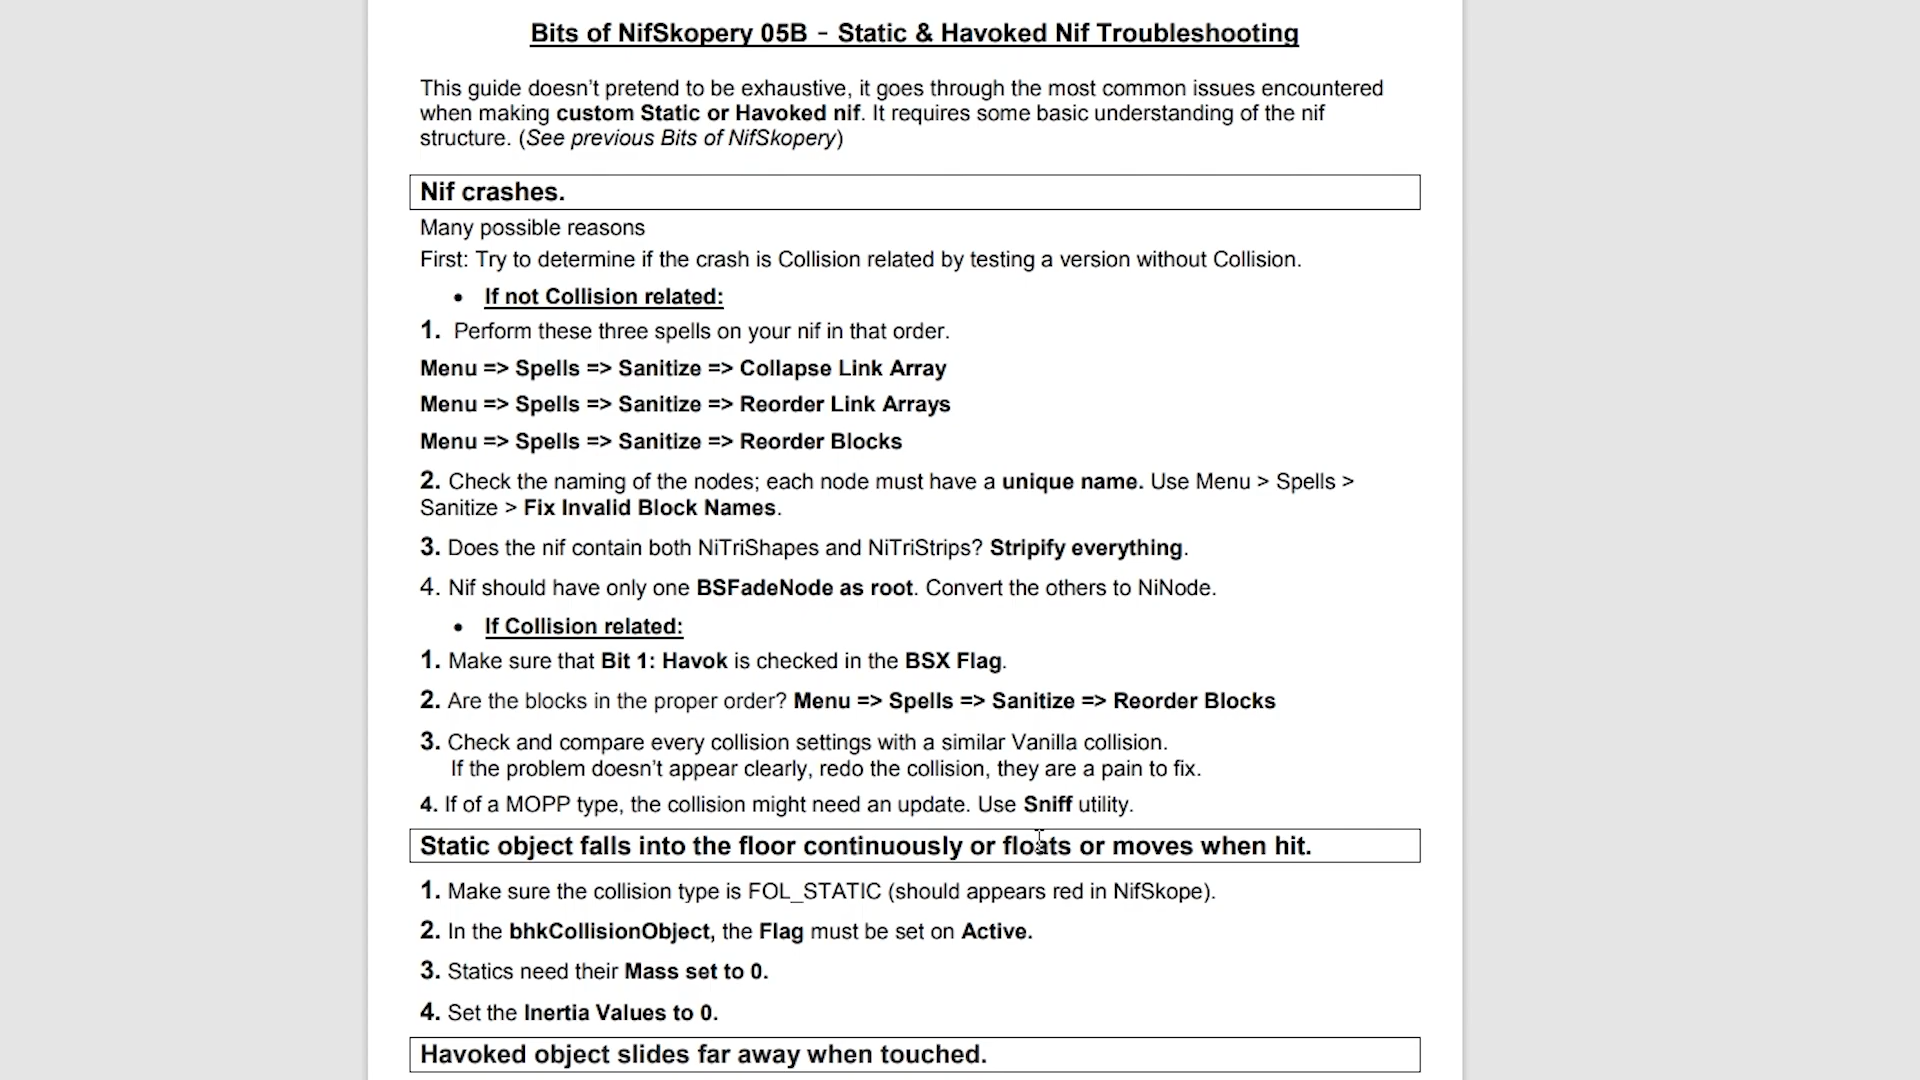 Bits of NifSkopery 05B - Static & Havoked Nif Troubleshooting
This guide doesn't pretend to be exhaustive, it goes through the most common issues encountered
when making custom Static or Havoked nif. It requires some basic understanding of the nif
structure. (See previous Bits of NifSkopery)
Nif crashes.
Many possible reasons
First: Try to determine if the crash is Collision related by testing a version without Collision.
• If not Collision related:
1. Perform these three spells on your nif in that order.
Menu => Spells => Sanitize => Collapse Link Array
Menu => Spells => Sanitize => Reorder Link Arrays
Menu => Spells => Sanitize => Reorder Blocks
2. Check the naming of the nodes; each node must have a unique name. Use Menu > Spells >
Sanitize > Fix Invalid Block Names.
3. Does the nif contain both NiTriShapes and NiTriStrips? Stripify everything.
4. Nif should have only one BSFadeNode as root. Convert the others to NiNode.
• If Collision related:
1. Make sure that Bit 1: Havok is checked in the BSX Flag.
2. Are the blocks in the proper order? Menu => Spells => Sanitize => Reorder Blocks
3. Check and compare every collision settings with a similar Vanilla collision.
If the problem doesn't appear clearly, redo the collision, they are a pain to fix.
4. If of a MOPP type, the collision might need an update. Use Sniff utility.
Static object falls into the floor continuously or floats or moves when hit.
1. Make sure the collision type is FOL_STATIC (should appears red in NifSkope).
2. In the bhkCollisionObject, the Flag must be set on Active.
3. Statics need their Mass set to 0.
4. Set the Inertia Values to 0.
Havoked object slides far away when touched.